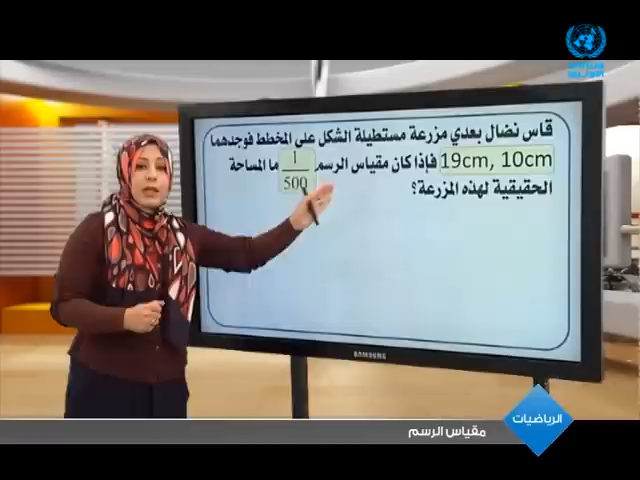 قاس نضال بعدي مزرعة مستطيلة الشكل على المخطط فوجدهما
19cm, 10cm فإذا كان مقياس الرسم 1/500 ما المساحة
الحقيقية لهذه المزرعة؟
SAMSUNG
الرياضيات
مقياس الرسم